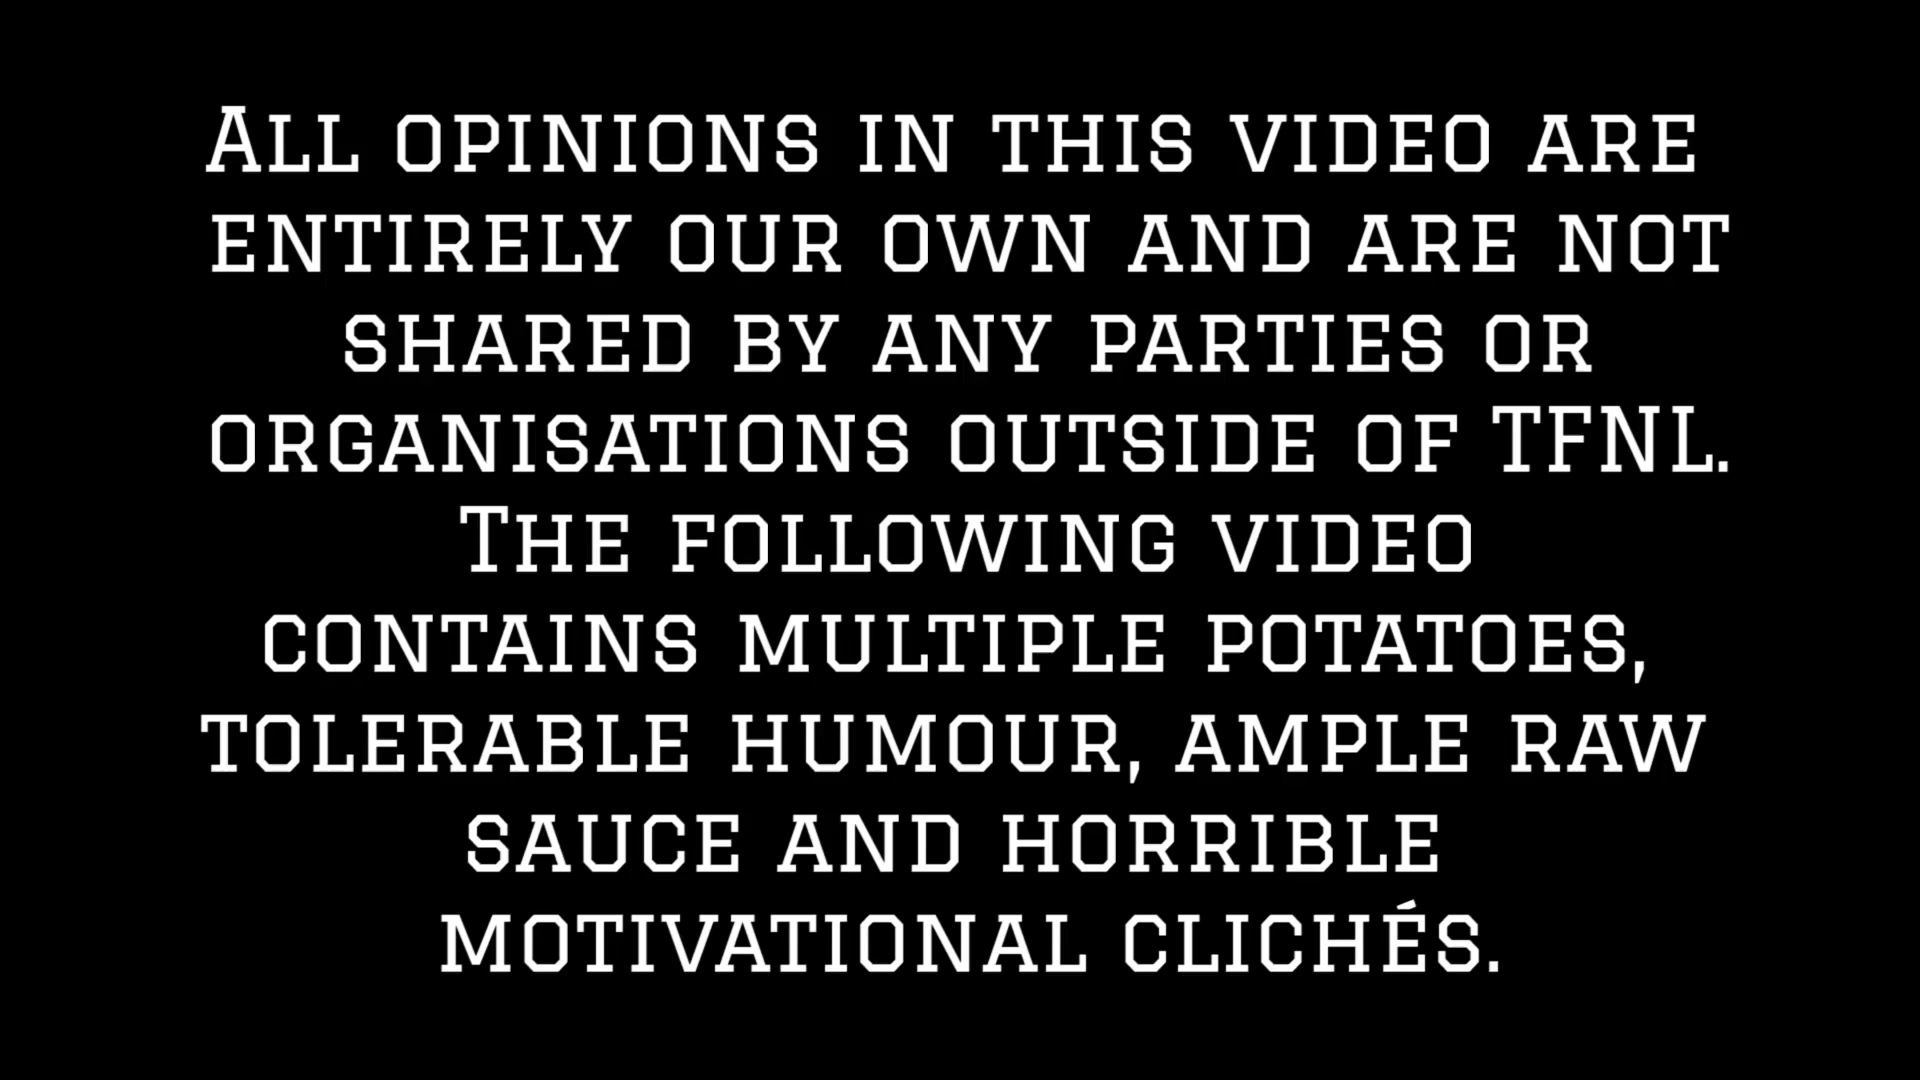 All opinions in this video are
entirely our own and are not
shared by any parties or
organisations outside of TFNL.
The following video
contains multiple potatoes,
tolerable humour, ample raw
sauce and horrible
motivational clichés.